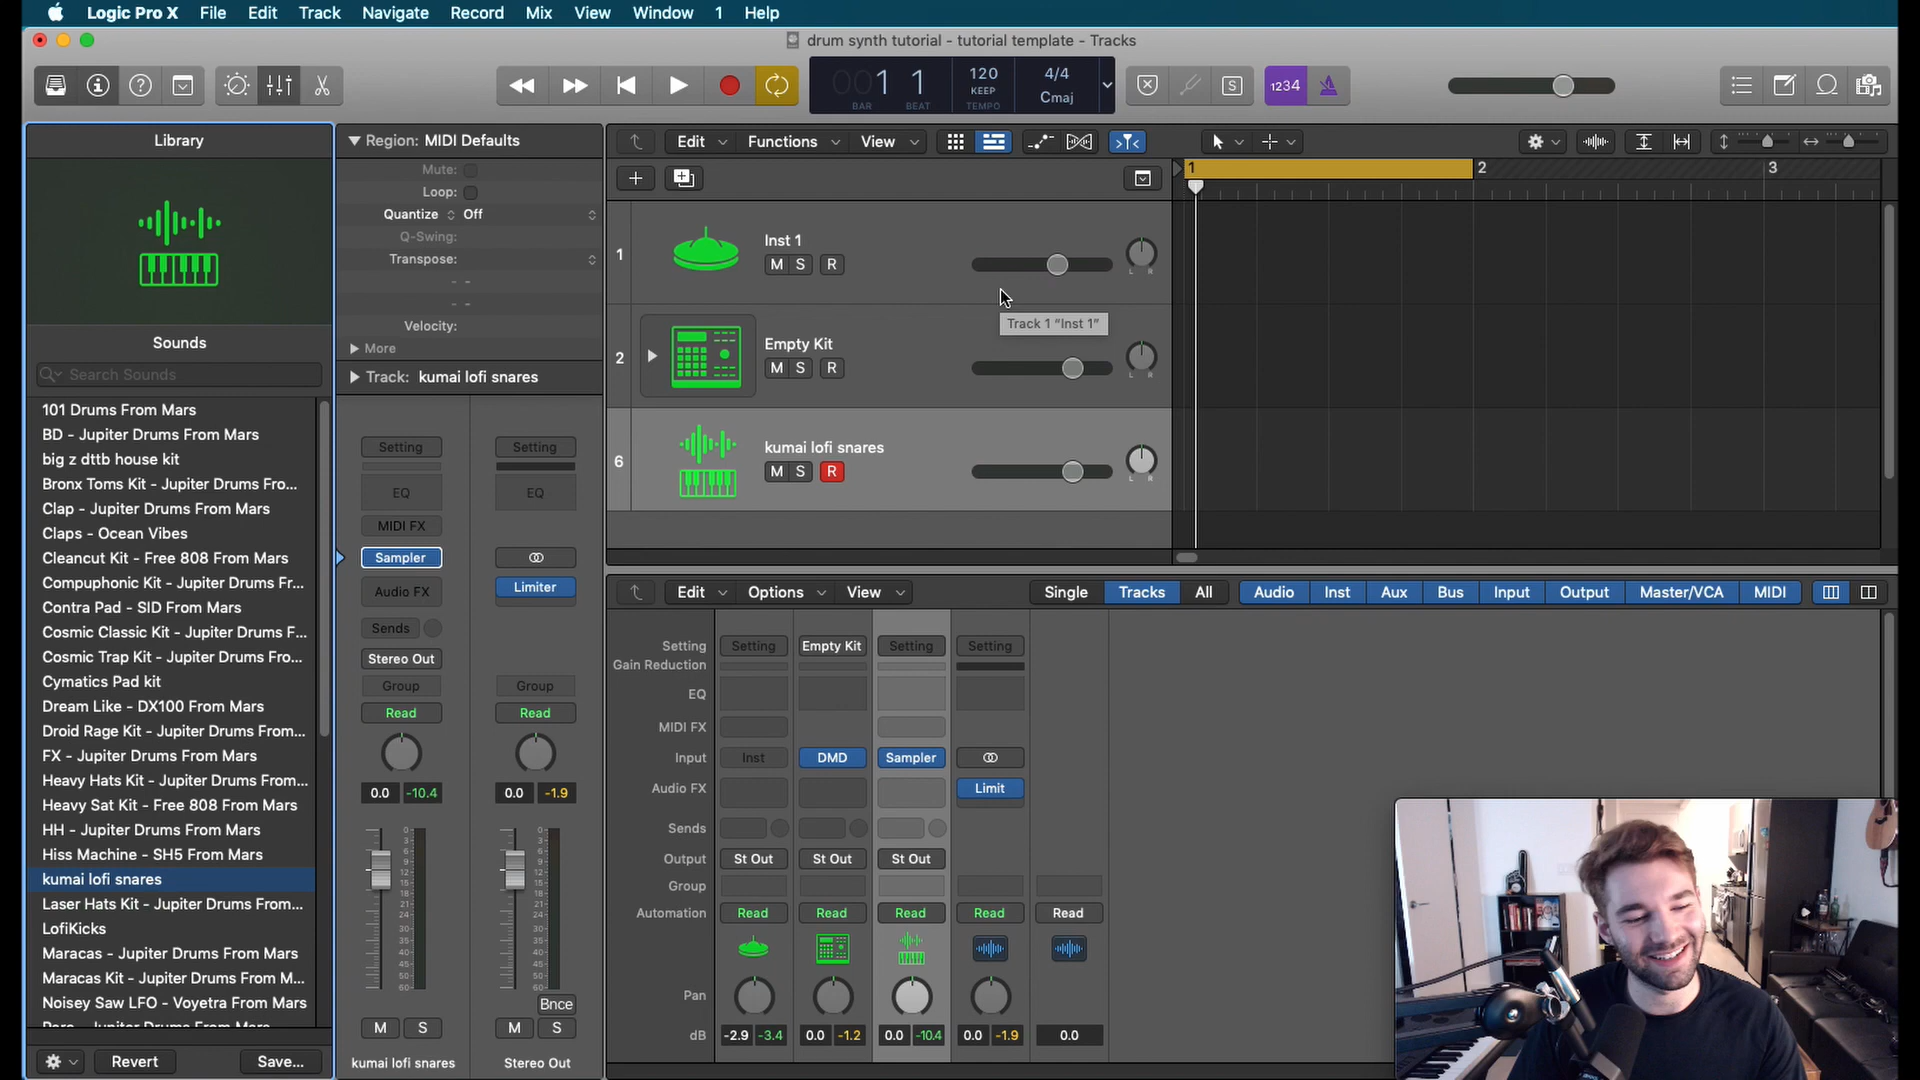 Logic Pro X File Edit Track Navigate Record Mix View Window 1 Help
drum synth tutorial - tutorial template - Tracks
001 1
BAR BEAT
120
KEEP
TEMPO
4/4
Cmaj
S
1234
Library
Sounds
Search Sounds
101 Drums From Mars
BD - Jupiter Drums From Mars
big z dttb house kit
Bronx Toms Kit - Jupiter Drums Fro...
Clap - Jupiter Drums From Mars
Claps - Ocean Vibes
Cleancut Kit - Free 808 From Mars
Compuphonic Kit - Jupiter Drums Fr...
Contra Pad - SID From Mars
Cosmic Classic Kit - Jupiter Drums F...
Cosmic Trap Kit - Jupiter Drums Fro...
Cymatics Pad kit
Dream Like - DX100 From Mars
Droid Rage Kit - Jupiter Drums From...
FX - Jupiter Drums From Mars
Heavy Hats Kit - Jupiter Drums From...
Heavy Sat Kit - Free 808 From Mars
HH - Jupiter Drums From Mars
Hiss Machine - SH5 From Mars
kumai lofi snares
Laser Hats Kit - Jupiter Drums From...
LofiKicks
Maracas - Jupiter Drums From Mars
Maracas Kit - Jupiter Drums From M...
Noisey Saw LFO - Voyetra From Mars
Revert Save...
Region: MIDI Defaults
Mute:
Loop:
Quantize Off
Q-Swing:
Transpose:
- -
- -
Velocity:
More
Track: kumai lofi snares
Setting Setting
EQ EQ
MIDI FX
Sampler
Audio FX Limiter
Sends
Stereo Out
Group Group
Read Read
0.0 -10.4 0.0 -1.9
Bnce
M S M S
kumai lofi snares Stereo Out
Edit Functions View
1 2 3
1 Inst 1
M S R
L R
Track 1 "Inst 1"
2 Empty Kit
M S R
L R
6 kumai lofi snares
M S R
L R
Edit Options View Single Tracks All Audio Inst Aux Bus Input Output Master/VCA MIDI
Setting Setting Empty Kit Setting Setting
Gain Reduction
EQ
MIDI FX
Input Inst DMD Sampler
Audio FX Limit
Sends
Output St Out St Out St Out
Group
Automation Read Read Read Read Read
Pan
dB -2.9 -3.4 0.0 -1.2 0.0 -10.4 0.0 -1.9 0.0